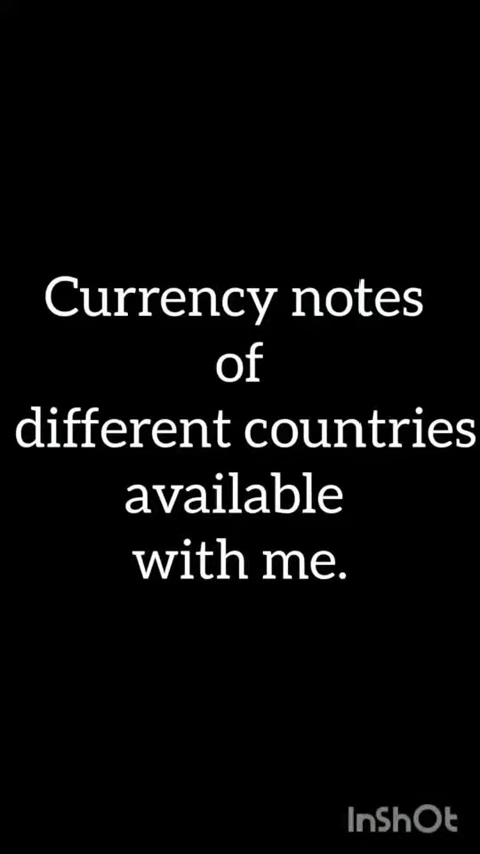 Currency notes
of
different countries
available
with me.
InShOt